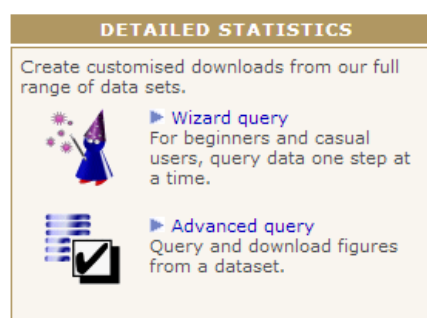 DETAILED STATISTICS
Create customised downloads from our full
range of data sets.
Wizard query
For beginners and casual
users, query data one step at
a time.
Advanced query
Query and download figures
from a dataset.